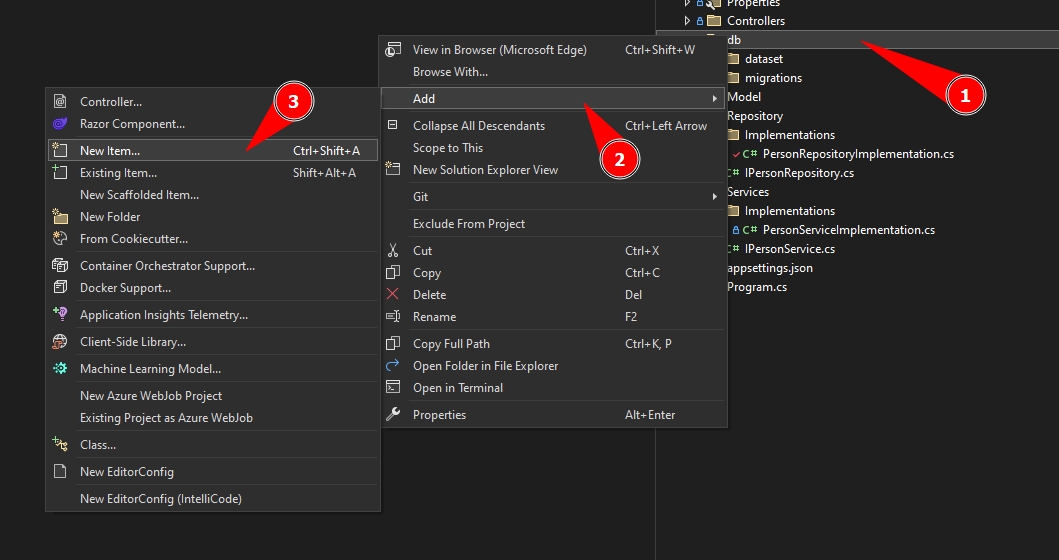 Properties
Controllers
db
dataset
migrations
Model
Repository
Implementations
C# PersonRepositoryImplementation.cs
C# IPersonRepository.cs
Services
Implementations
C# PersonServiceImplementation.cs
C# IPersonService.cs
appsettings.json
Program.cs
1
View in Browser (Microsoft Edge) Ctrl+Shift+W
Browse With...
Add
Collapse All Descendants Ctrl+Left Arrow
Scope to This
New Solution Explorer View
Git
Exclude From Project
Cut Ctrl+X
Copy Ctrl+C
Delete Del
Rename F2
Copy Full Path Ctrl+K, P
Open Folder in File Explorer
Open in Terminal
Properties Alt+Enter
2
Controller...
Razor Component...
New Item... Ctrl+Shift+A
Existing Item... Shift+Alt+A
New Scaffolded Item...
New Folder
From Cookiecutter...
Container Orchestrator Support...
Docker Support...
Application Insights Telemetry...
Client-Side Library...
Machine Learning Model...
New Azure WebJob Project
Existing Project as Azure WebJob
Class...
New EditorConfig
New EditorConfig (IntelliCode)
3